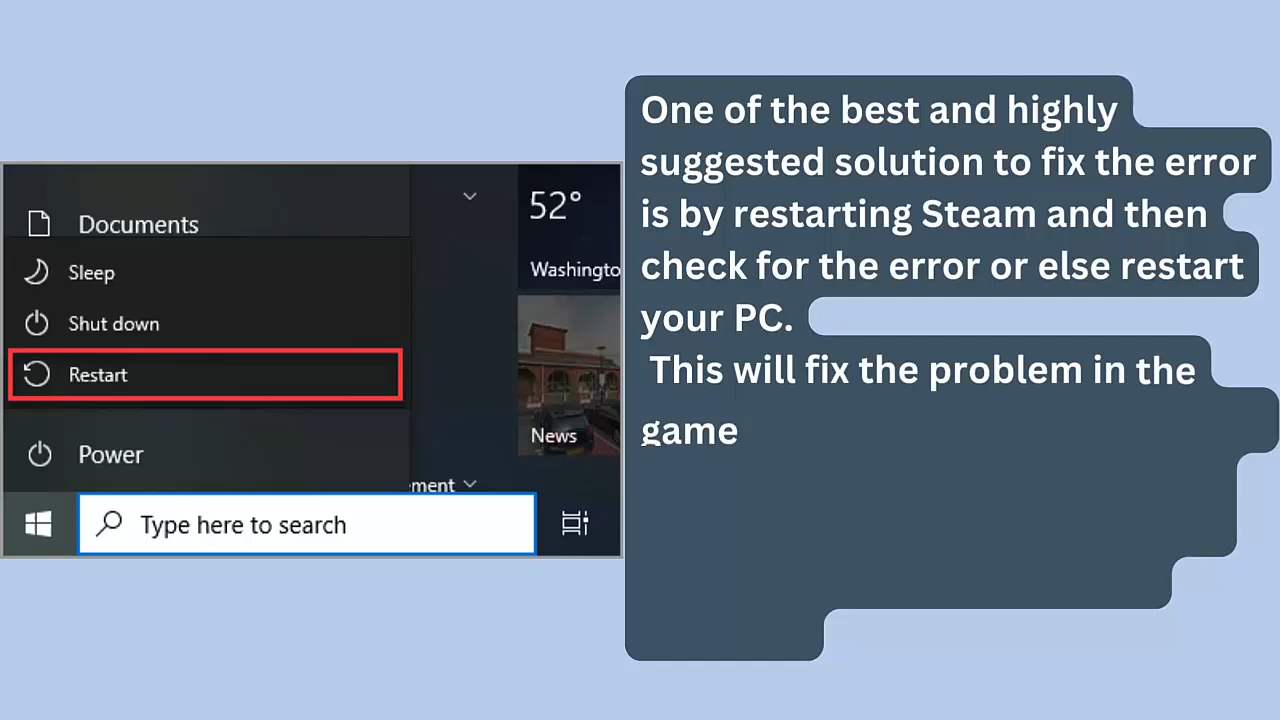 Documents
Sleep
Shut down
Restart
Power
Type here to search
52°
Washingto
News
ment
One of the best and highly
suggested solution to fix the error
is by restarting Steam and then
check for the error or else restart
your PC.
This will fix the problem in the
game